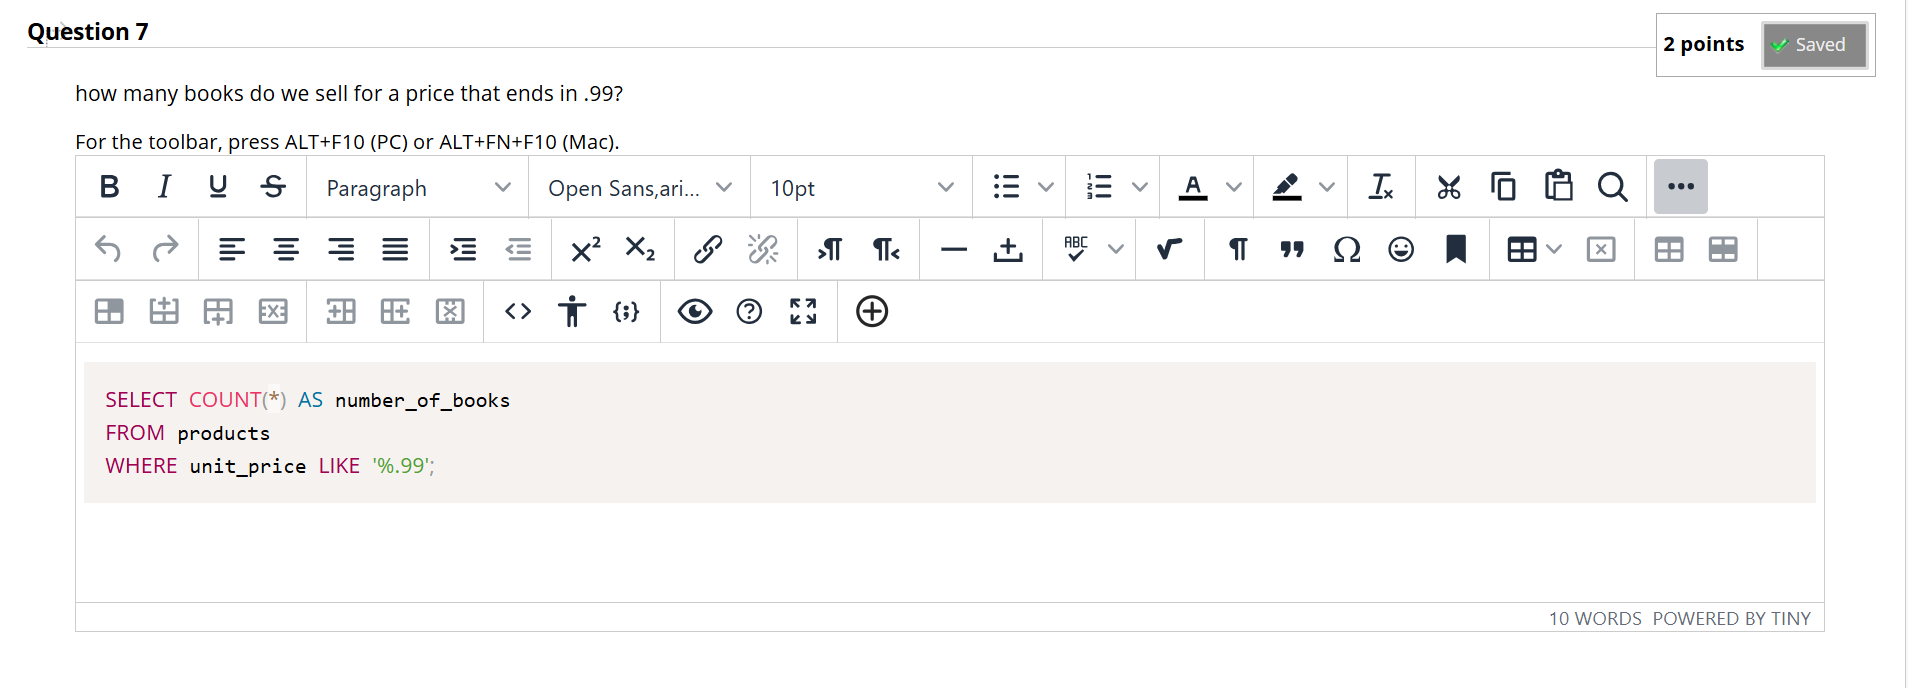 Question 7
2 points
Saved
how many books do we sell for a price that ends in .99?
For the toolbar, press ALT+F10 (PC) or ALT+FN+F10 (Mac).
B I U S Paragraph Open Sans,ari... 10pt
SELECT COUNT(*) AS number_of_books
FROM products
WHERE unit_price LIKE '%.99';
10 WORDS POWERED BY TINY